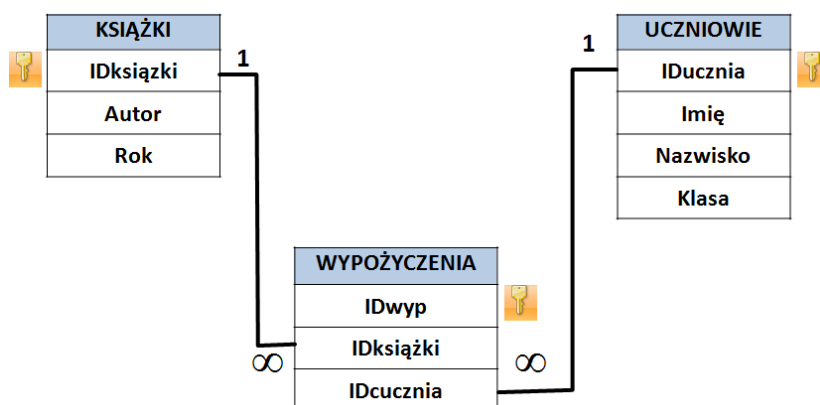 KSIĄŻKI
IDksiązki
Autor
Rok
1
1
UCZNIOWIE
IDucznia
Imię
Nazwisko
Klasa
WYPOŻYCZENIA
IDwyp
IDksiążki
IDcucznia
∞
∞